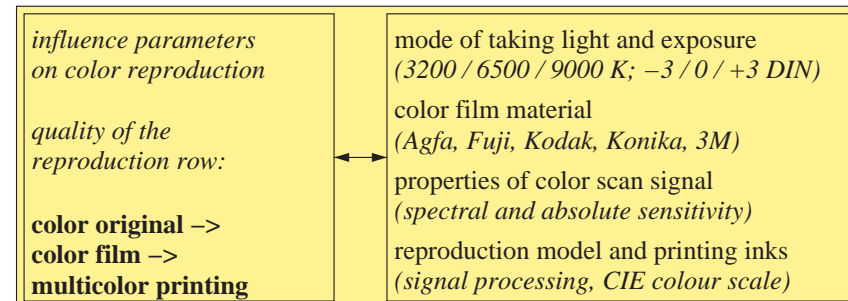 influence parameters
on color reproduction
quality of the
reproduction row:
color original −>
color film −>
multicolor printing
mode of taking light and exposure
(3200 / 6500 / 9000 K; −3 / 0 / +3 DIN)
color film material
(Agfa, Fuji, Kodak, Konika, 3M)
properties of color scan signal
(spectral and absolute sensitivity)
reproduction model and printing inks
(signal processing, CIE colour scale)